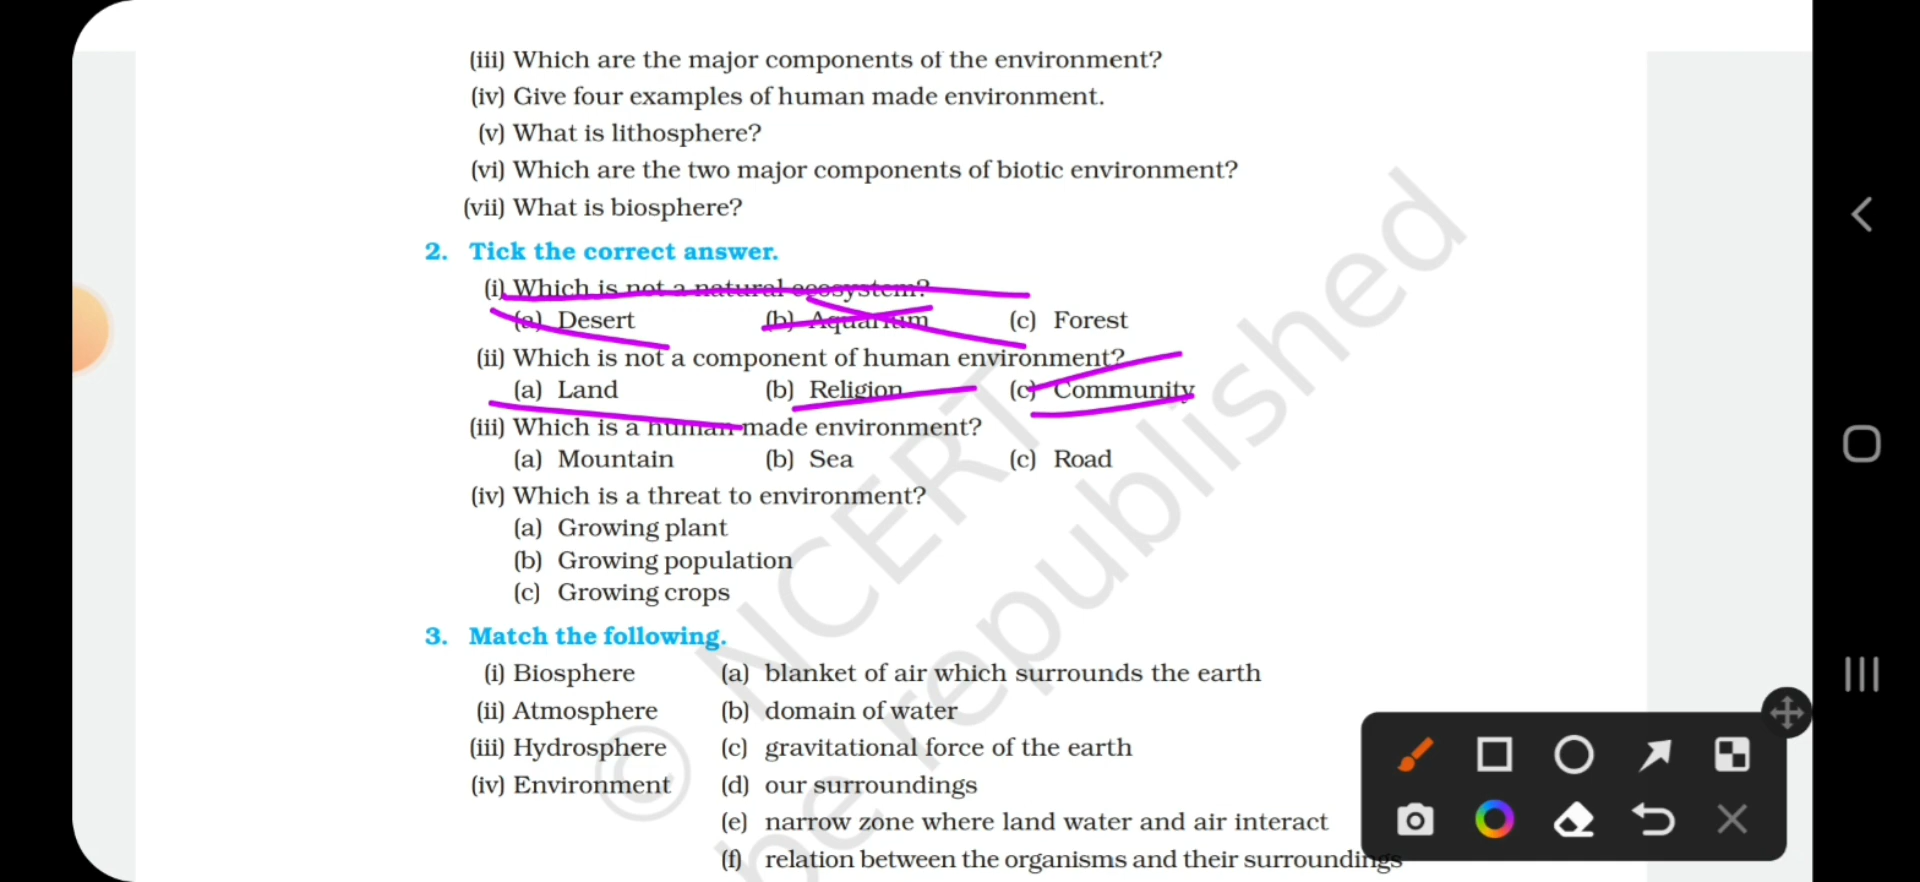 (iii) Which are the major components of the environment?
(iv) Give four examples of human made environment.
(v) What is lithosphere?
(vi) Which are the two major components of biotic environment?
(vii) What is biosphere?
2. Tick the correct answer.
(i) Which is not a natural ecosystem?
(a) Desert (b) Aquarium (c) Forest
(ii) Which is not a component of human environment?
(a) Land (b) Religion (c) Community
(iii) Which is a human made environment?
(a) Mountain (b) Sea (c) Road
(iv) Which is a threat to environment?
(a) Growing plant
(b) Growing population
(c) Growing crops
3. Match the following.
(i) Biosphere (a) blanket of air which surrounds the earth
(ii) Atmosphere (b) domain of water
(iii) Hydrosphere (c) gravitational force of the earth
(iv) Environment (d) our surroundings
(e) narrow zone where land water and air interact
(f) relation between the organisms and their surroundings
© NCERT
be republished